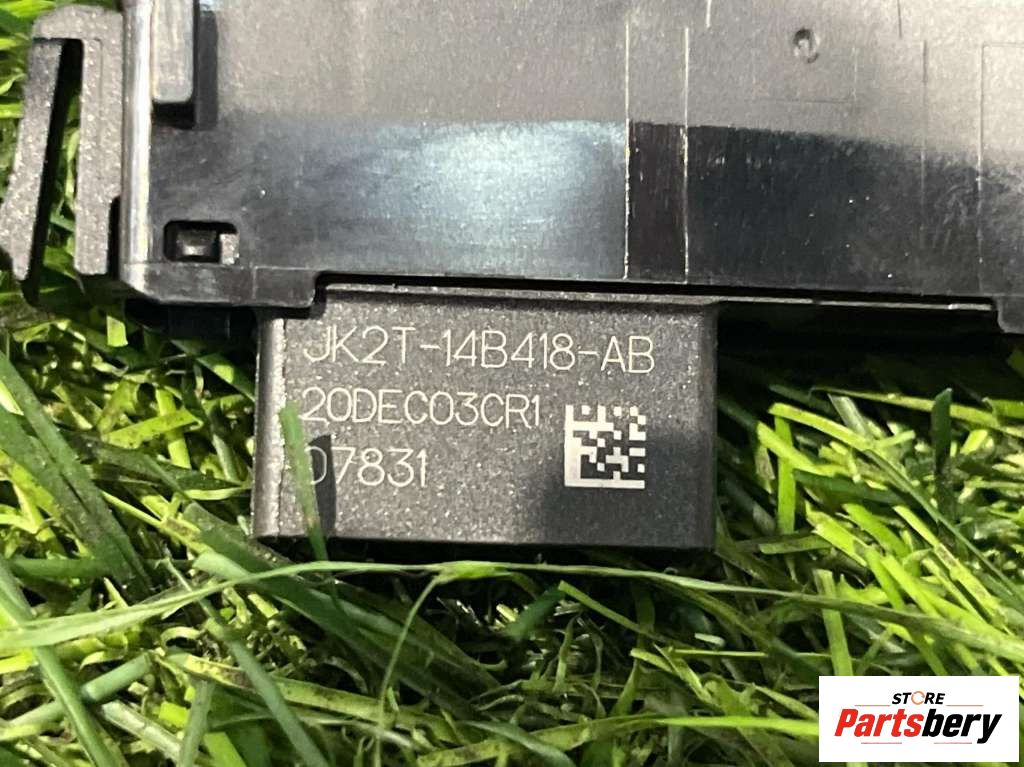 JK2T-14B418-AB
20DEC03CR1
07831
STORE
Partsbery